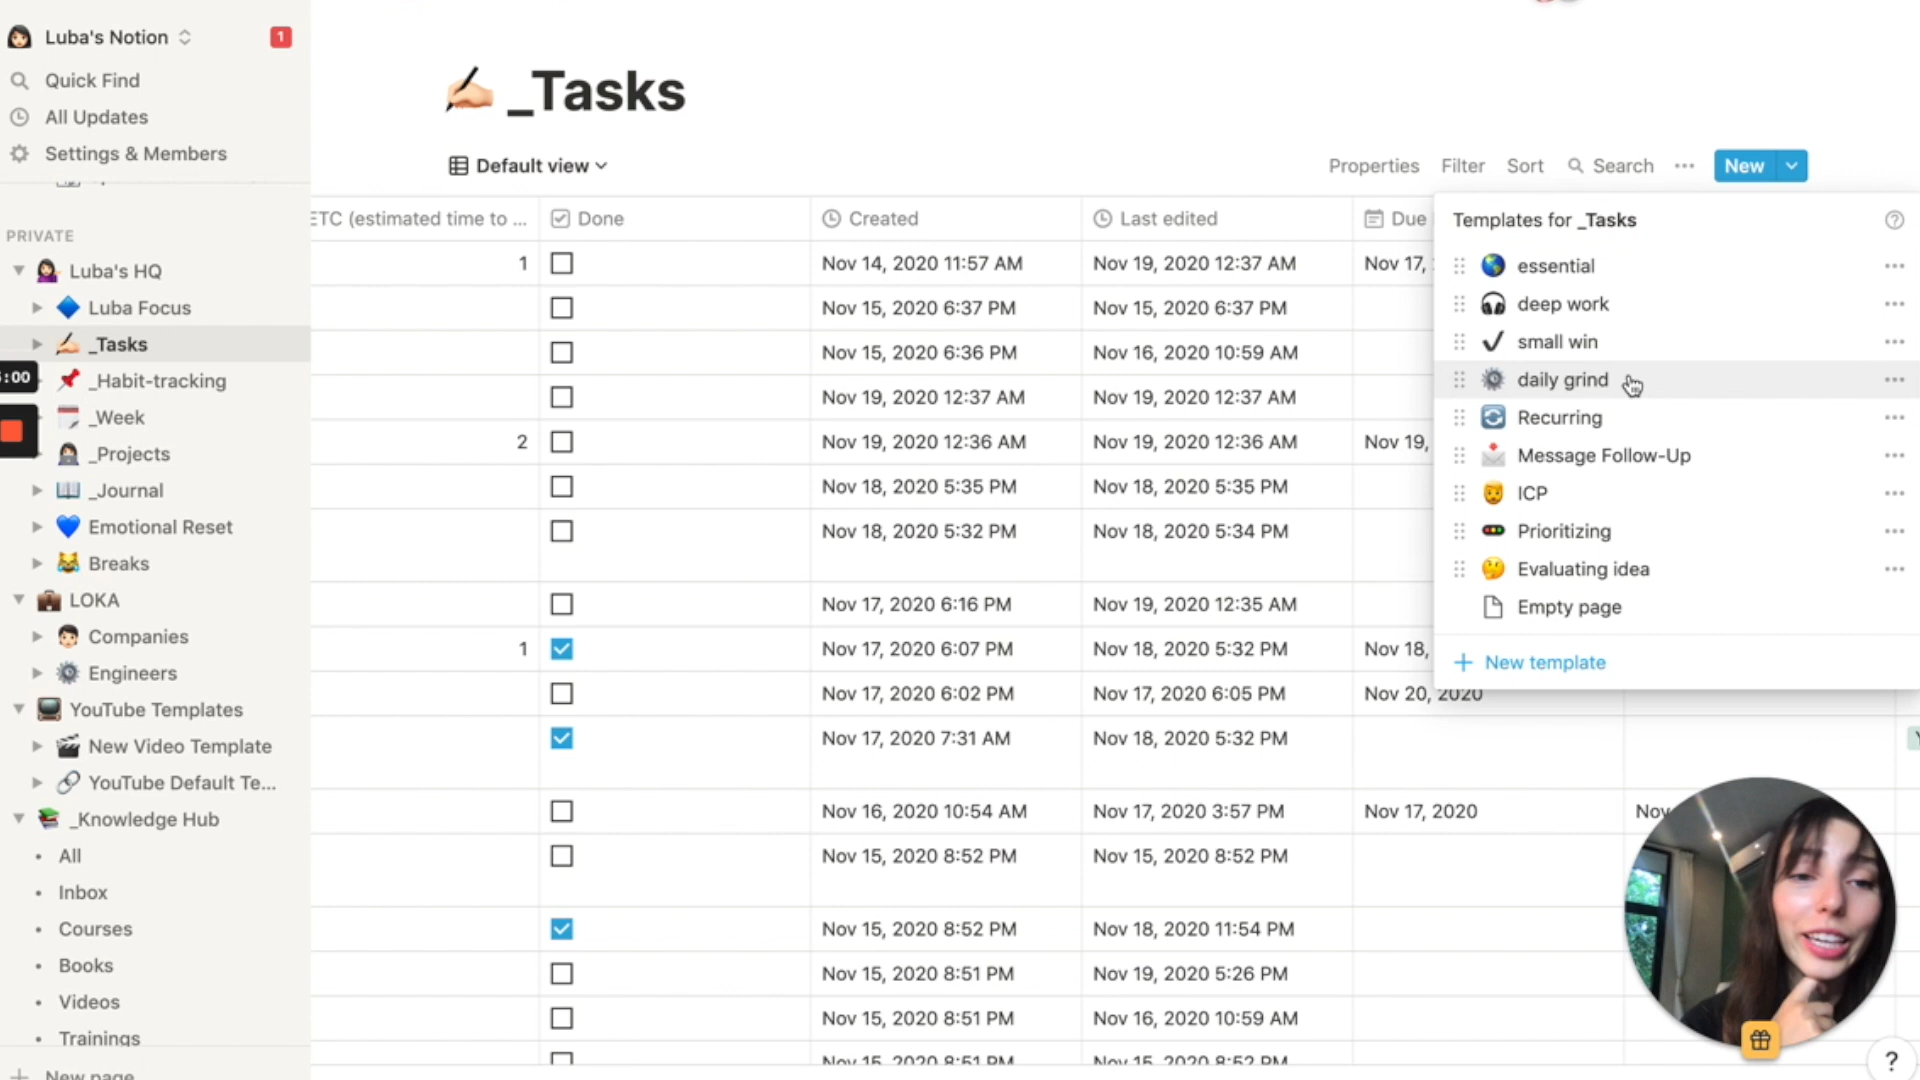 Luba's Notion
1
Quick Find
All Updates
Settings & Members
PRIVATE
Luba's HQ
Luba Focus
_Tasks
:00
_Habit-tracking
_Week
_Projects
_Journal
Emotional Reset
Breaks
LOKA
Companies
Engineers
YouTube Templates
New Video Template
YouTube Default Te...
_Knowledge Hub
All
Inbox
Courses
Books
Videos
Trainings
New page
_Tasks
Default view
Properties Filter Sort Search ... New
ETC (estimated time to ... Done Created Last edited Due
1 Nov 14, 2020 11:57 AM Nov 19, 2020 12:37 AM Nov 17,
Nov 15, 2020 6:37 PM Nov 15, 2020 6:37 PM
Nov 15, 2020 6:36 PM Nov 16, 2020 10:59 AM
Nov 19, 2020 12:37 AM Nov 19, 2020 12:37 AM
2 Nov 19, 2020 12:36 AM Nov 19, 2020 12:36 AM Nov 19,
Nov 18, 2020 5:35 PM Nov 18, 2020 5:35 PM
Nov 18, 2020 5:32 PM Nov 18, 2020 5:34 PM
Nov 17, 2020 6:16 PM Nov 19, 2020 12:35 AM
1 Nov 17, 2020 6:07 PM Nov 18, 2020 5:32 PM Nov 18,
Nov 17, 2020 6:02 PM Nov 17, 2020 6:05 PM Nov 20, 2020
Nov 17, 2020 7:31 AM Nov 18, 2020 5:32 PM
Nov 16, 2020 10:54 AM Nov 17, 2020 3:57 PM Nov 17, 2020 Nov
Nov 15, 2020 8:52 PM Nov 15, 2020 8:52 PM
Nov 15, 2020 8:52 PM Nov 18, 2020 11:54 PM
Nov 15, 2020 8:51 PM Nov 19, 2020 5:26 PM
Nov 15, 2020 8:51 PM Nov 16, 2020 10:59 AM
Nov 15, 2020 8:51 PM Nov 15, 2020 8:52 PM
Templates for _Tasks
essential
deep work
small win
daily grind
Recurring
Message Follow-Up
ICP
Prioritizing
Evaluating idea
Empty page
+ New template
?